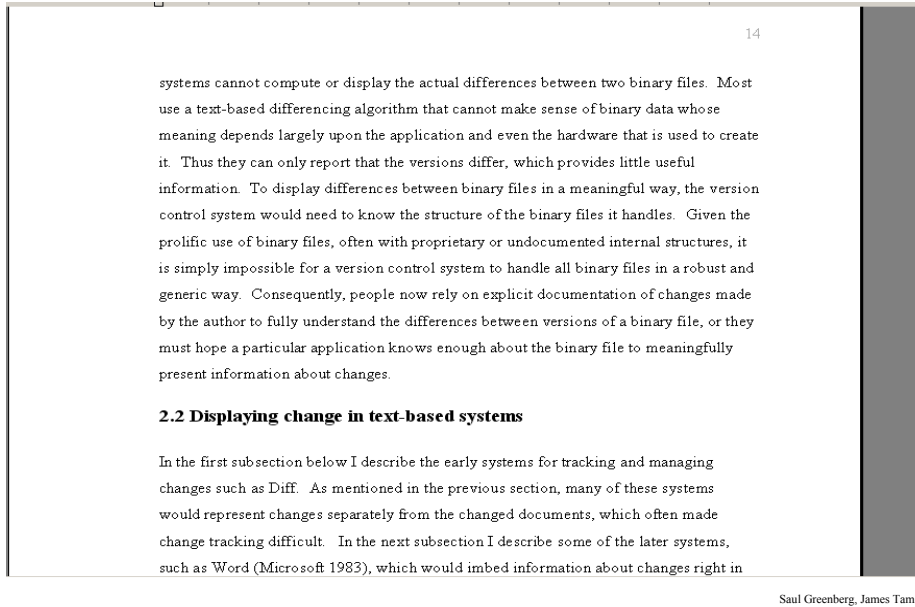 14
systems cannot compute or display the actual differences between two binary files.  Most
use a text-based differencing algorithm that cannot make sense of binary data whose
meaning depends largely upon the application and even the hardware that is used to create
it.  Thus they can only report that the versions differ, which provides little useful
information.  To display differences between binary files in a meaningful way, the version
control system would need to know the structure of the binary files it handles.  Given the
prolific use of binary files, often with proprietary or undocumented internal structures, it
is simply impossible for a version control system to handle all binary files in a robust and
generic way.  Consequently, people now rely on explicit documentation of changes made
by the author to fully understand the differences between versions of a binary file, or they
must hope a particular application knows enough about the binary file to meaningfully
present information about changes.
2.2 Displaying change in text-based systems
In the first subsection below I describe the early systems for tracking and managing
changes such as Diff.  As mentioned in the previous section, many of these systems
would represent changes separately from the changed documents, which often made
change tracking difficult.   In the next subsection I describe some of the later systems,
such as Word (Microsoft 1983), which would imbed information about changes right in
Saul Greenberg, James Tam